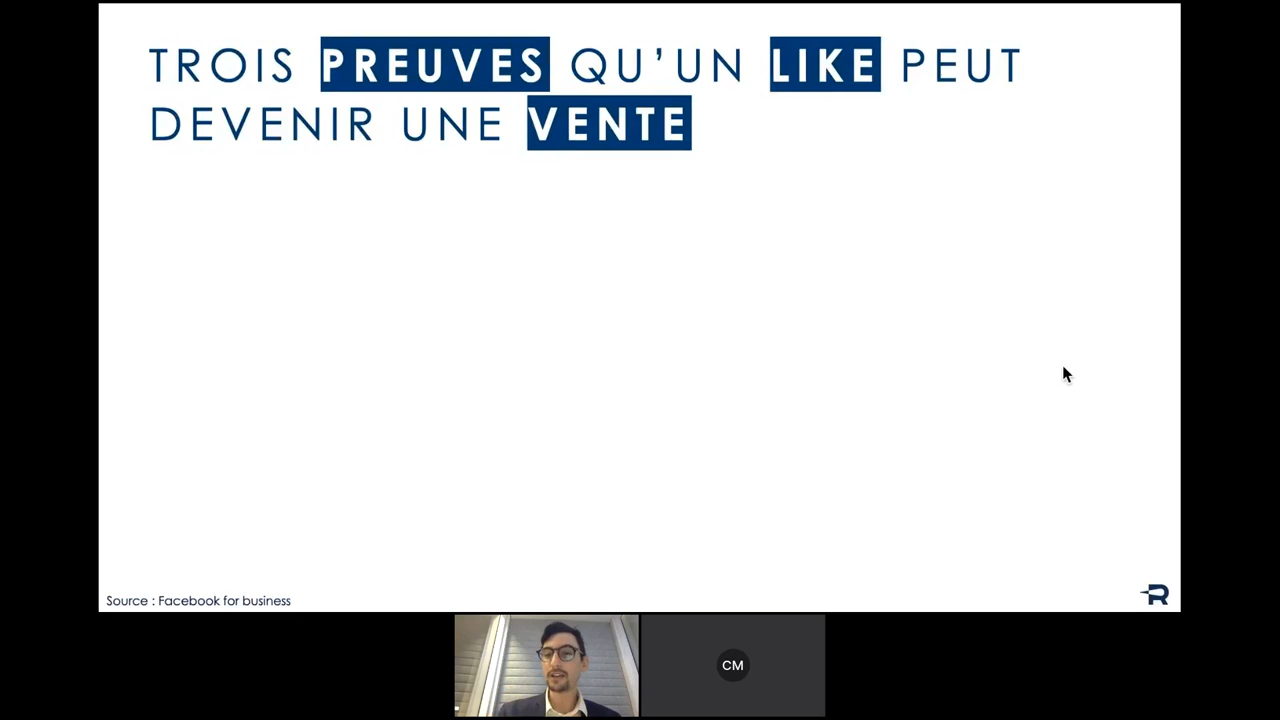 TROIS PREUVES QU’UN LIKE PEUT
DEVENIR UNE VENTE
Source : Facebook for business
R
CM